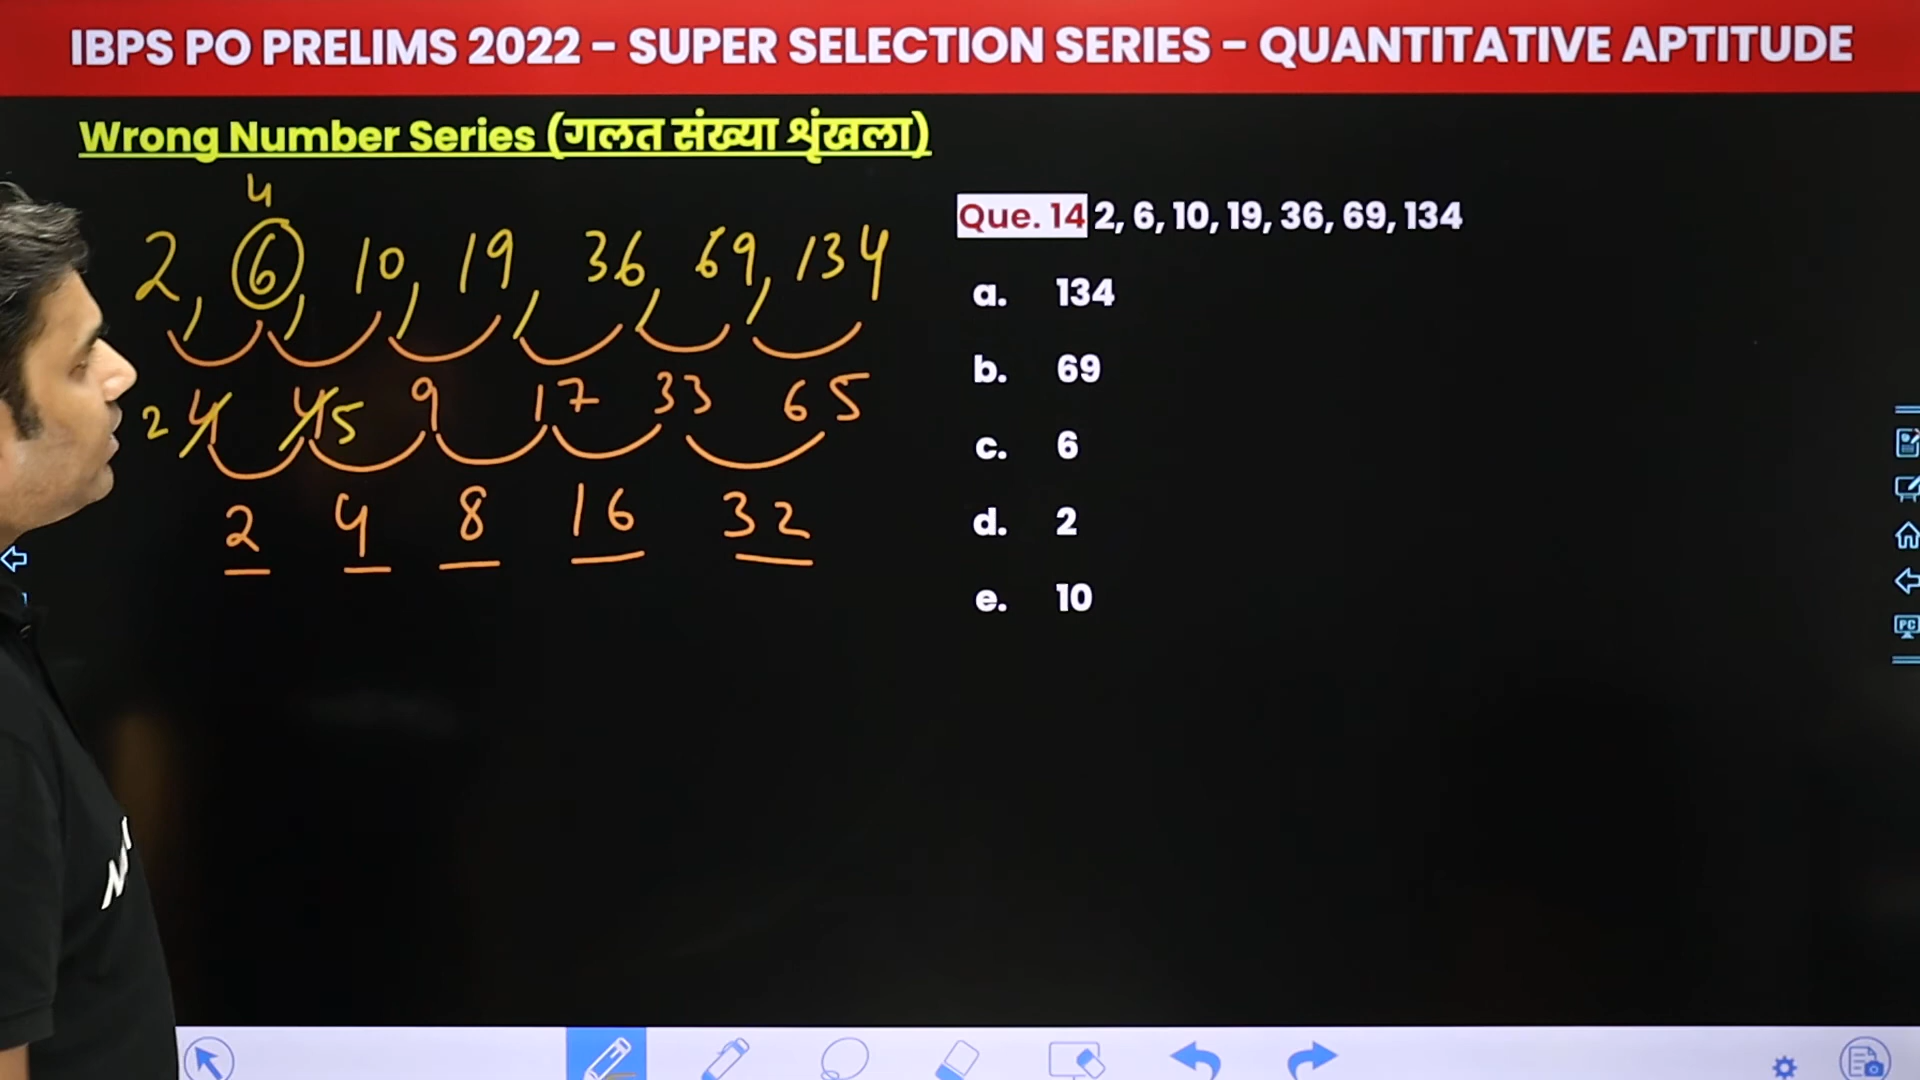 IBPS PO PRELIMS 2022 - SUPER SELECTION SERIES - QUANTITATIVE APTITUDE
Wrong Number Series (गलत संख्या श्रृंखला)
4
2, 6, 10, 19, 36, 69, 134
2 4 4 5 9 17 33 65
2 4 8 16 32
Que. 14 2, 6, 10, 19, 36, 69, 134
a. 134
b. 69
c. 6
d. 2
e. 10
PC